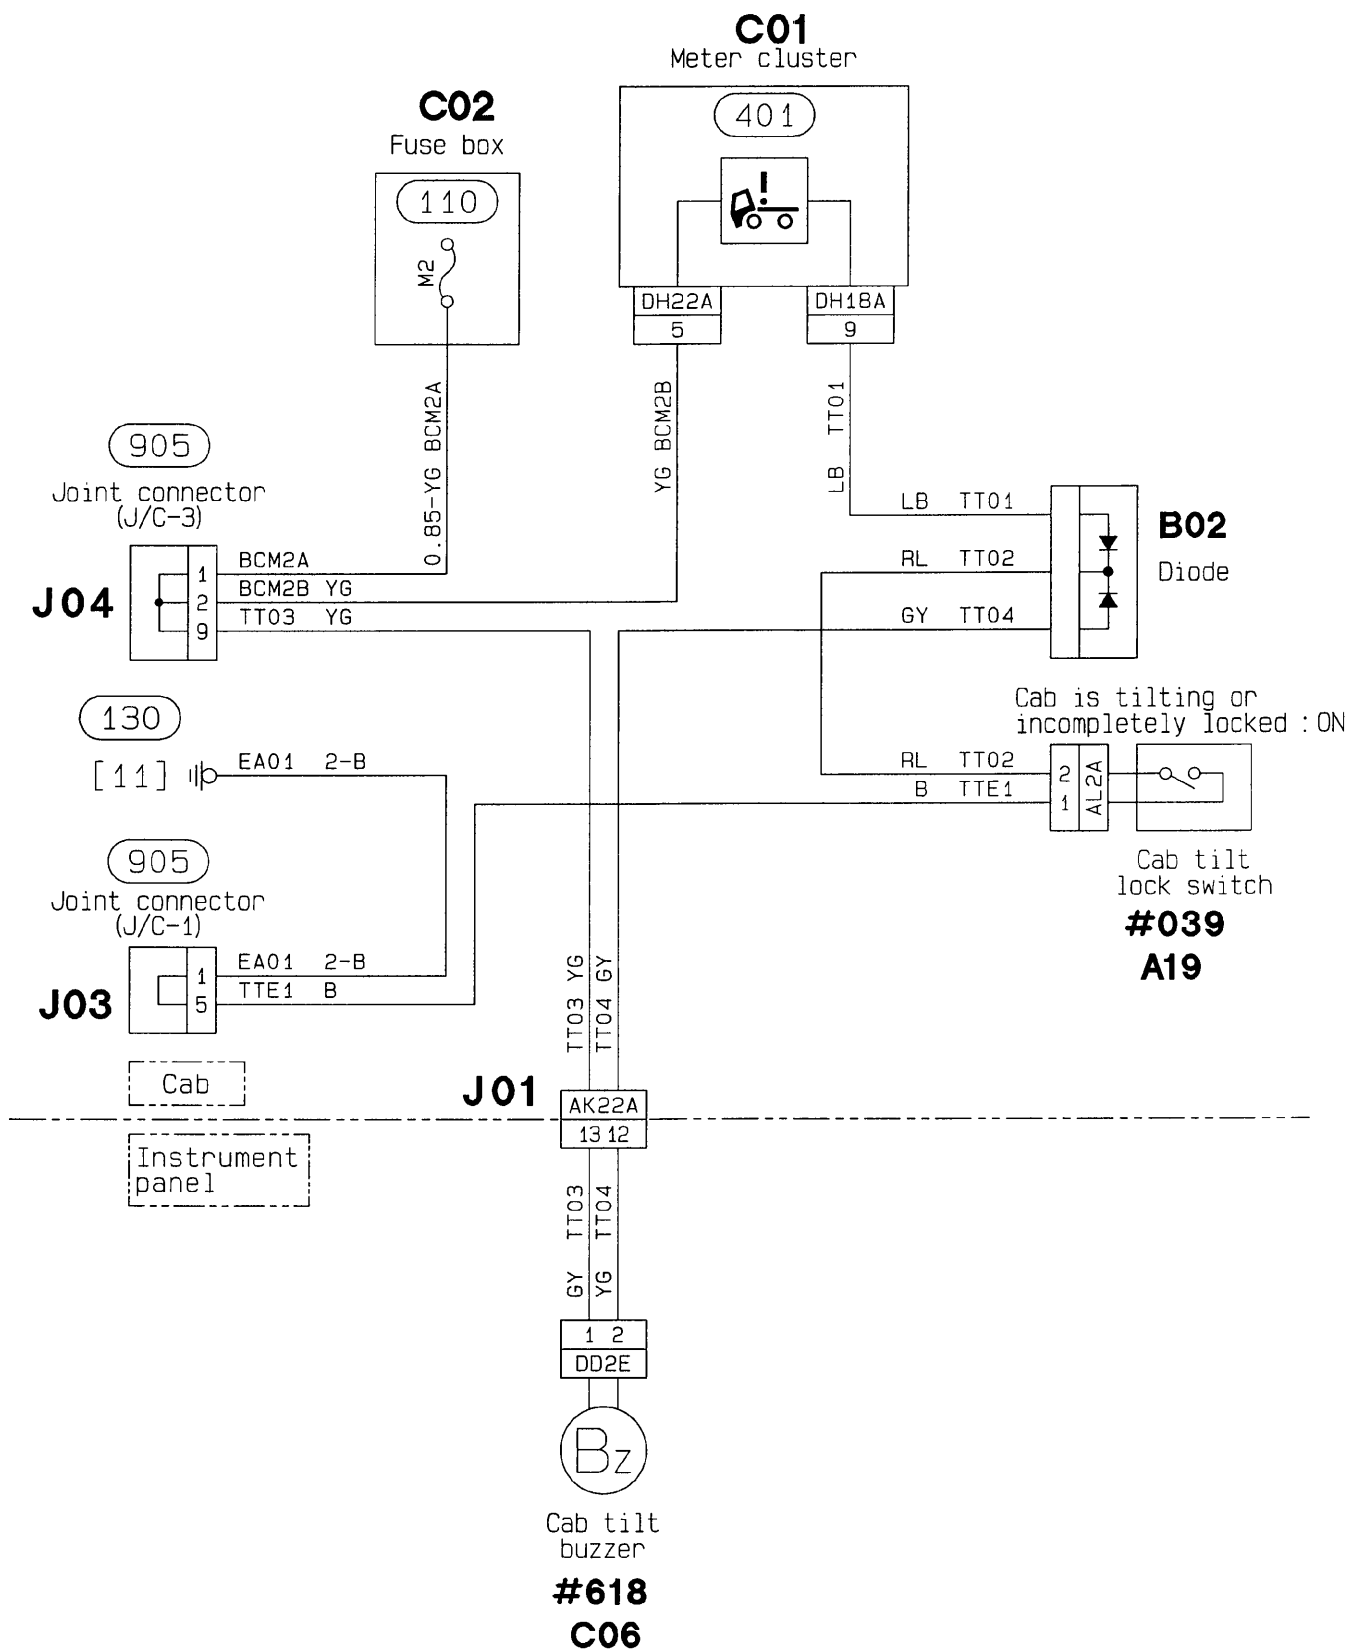 C01
Meter cluster
401
C02
Fuse box
110
M2
DH22A
5
DH18A
9
0.85-YG BCM2A
YG BCM2B
LB TT01
905
Joint connector
(J/C-3)
J04
1 BCM2A
2 BCM2B YG
9 TT03 YG
LB TT01
RL TT02
GY TT04
B02
Diode
130
[11]
EA01 2-B
Cab is tilting or
incompletely locked : ON
RL TT02 2
B TTE1 1
AL2A
Cab tilt
lock switch
#039
A19
905
Joint connector
(J/C-1)
J03
1 EA01 2-B
5 TTE1 B
TT03 YG
TT04 GY
Cab
J01
AK22A
13 12
Instrument
panel
GY TT03
YG TT04
1 2
DD2E
Bz
Cab tilt
buzzer
#618
C06